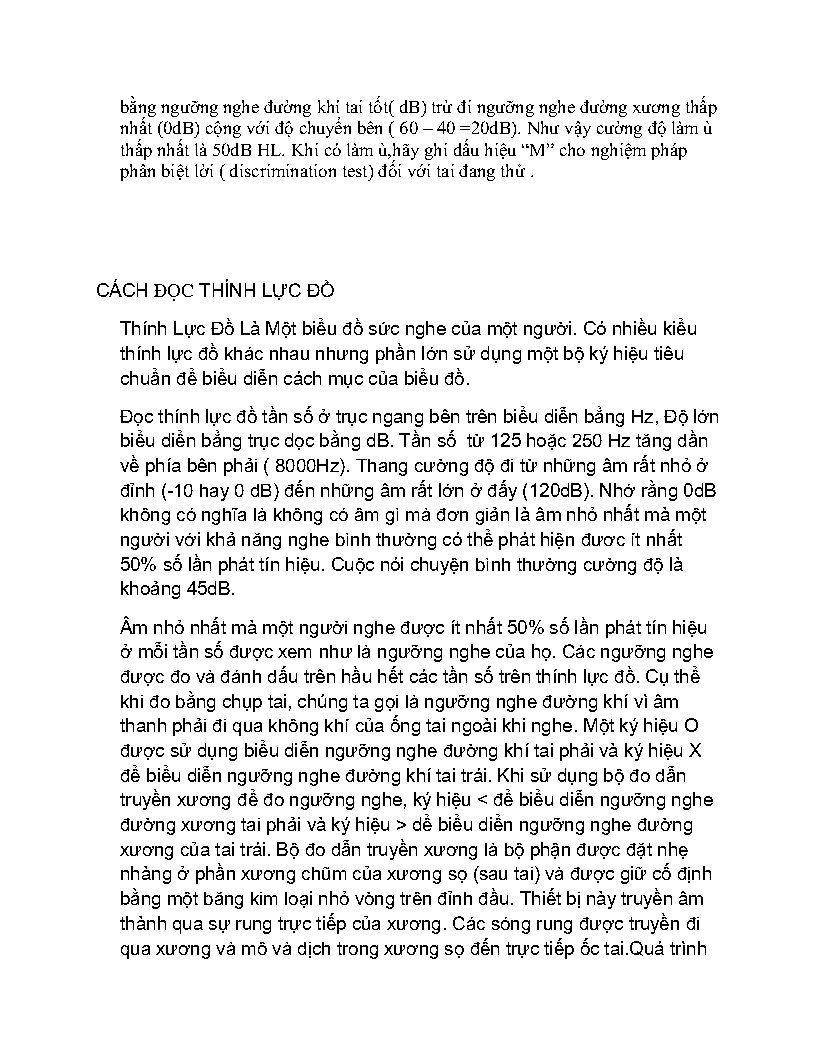 bằng ngưỡng nghe đường khí tai tốt( dB) trừ đi ngưỡng nghe đường xương thấp
nhất (0dB) cộng với độ chuyển bên ( 60 – 40 =20dB). Như vậy cường độ làm ù
thấp nhất là 50dB HL. Khi có làm ù,hãy ghi dấu hiệu “M” cho nghiệm pháp
phân biệt lời ( discrimination test) đối với tai đang thử .
CÁCH ĐỌC THÍNH LỰC ĐỒ
Thính Lực Đồ Là Một biểu đồ sức nghe của một người. Có nhiều kiểu
thính lực đồ khác nhau nhưng phần lớn sử dụng một bộ ký hiệu tiêu
chuẩn để biểu diễn cách mục của biểu đồ.
Đọc thính lực đồ tần số ở trục ngang bên trên biểu diễn bằng Hz, Độ lớn
biểu diển bằng trục dọc bằng dB. Tần số  từ 125 hoặc 250 Hz tăng dần
về phía bên phải ( 8000Hz). Thang cường độ đi từ những âm rất nhỏ ở
đỉnh (-10 hay 0 dB) đến những âm rất lớn ở đấy (120dB). Nhớ rằng 0dB
không có nghĩa là không có âm gì mà đơn giản là âm nhỏ nhất mà một
người với khả năng nghe bình thường có thể phát hiện đươc ít nhất
50% số lần phát tín hiệu. Cuộc nói chuyện bình thường cường độ là
khoảng 45dB.
Âm nhỏ nhất mà một người nghe được ít nhất 50% số lần phát tín hiệu
ở mỗi tần số được xem như là ngưỡng nghe của họ. Các ngưỡng nghe
được đo và đánh dấu trên hầu hết các tần số trên thính lực đồ. Cụ thể
khi đo bằng chụp tai, chúng ta gọi là ngưỡng nghe đường khí vì âm
thanh phải đi qua không khí của ống tai ngoài khi nghe. Một ký hiệu O
được sử dụng biểu diễn ngưỡng nghe đường khí tai phải và ký hiệu X
để biểu diễn ngưỡng nghe đường khí tai trái. Khi sử dụng bộ đo dẫn
truyền xương để đo ngưỡng nghe, ký hiệu < để biểu diễn ngưỡng nghe
đường xương tai phải và ký hiệu > dể biểu diển ngưỡng nghe đường
xương của tai trái. Bộ đo dẫn truyền xương là bộ phận được đặt nhẹ
nhàng ở phần xương chũm của xương sọ (sau tai) và được giữ cố định
bằng một băng kim loại nhỏ vòng trên đỉnh đầu. Thiết bị này truyền âm
thành qua sự rung trực tiếp của xương. Các sóng rung được truyền đi
qua xương và mô và dịch trong xương sọ đến trực tiếp ốc tai.Quá trình